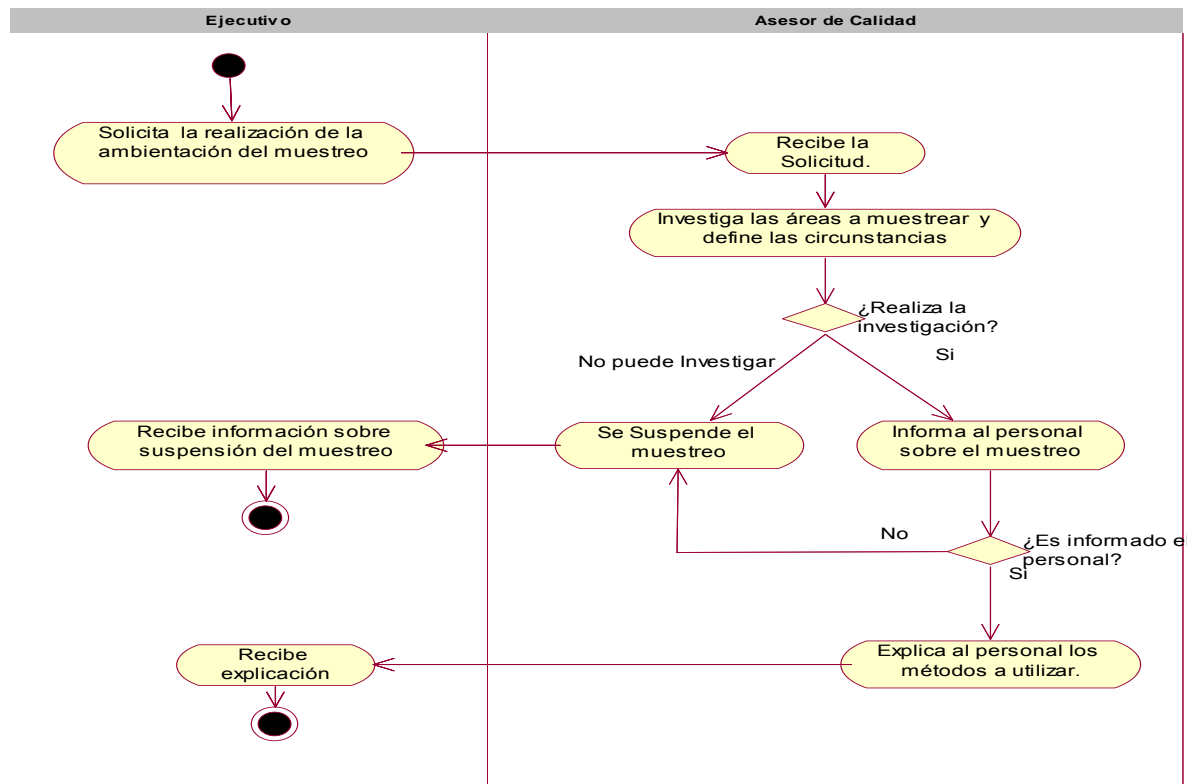 Ejecutivo
Asesor de Calidad
Solicita la realización de la
ambientación del muestreo
Recibe la
Solicitud.
Investiga las áreas a muestrear y
define las circunstancias
¿Realiza la
investigación?
Si
No puede Investigar
Recibe información sobre
suspensión del muestreo
Se Suspende el
muestreo
Informa al personal
sobre el muestreo
No
¿Es informado el
personal?
Si
Recibe
explicación
Explica al personal los
métodos a utilizar.